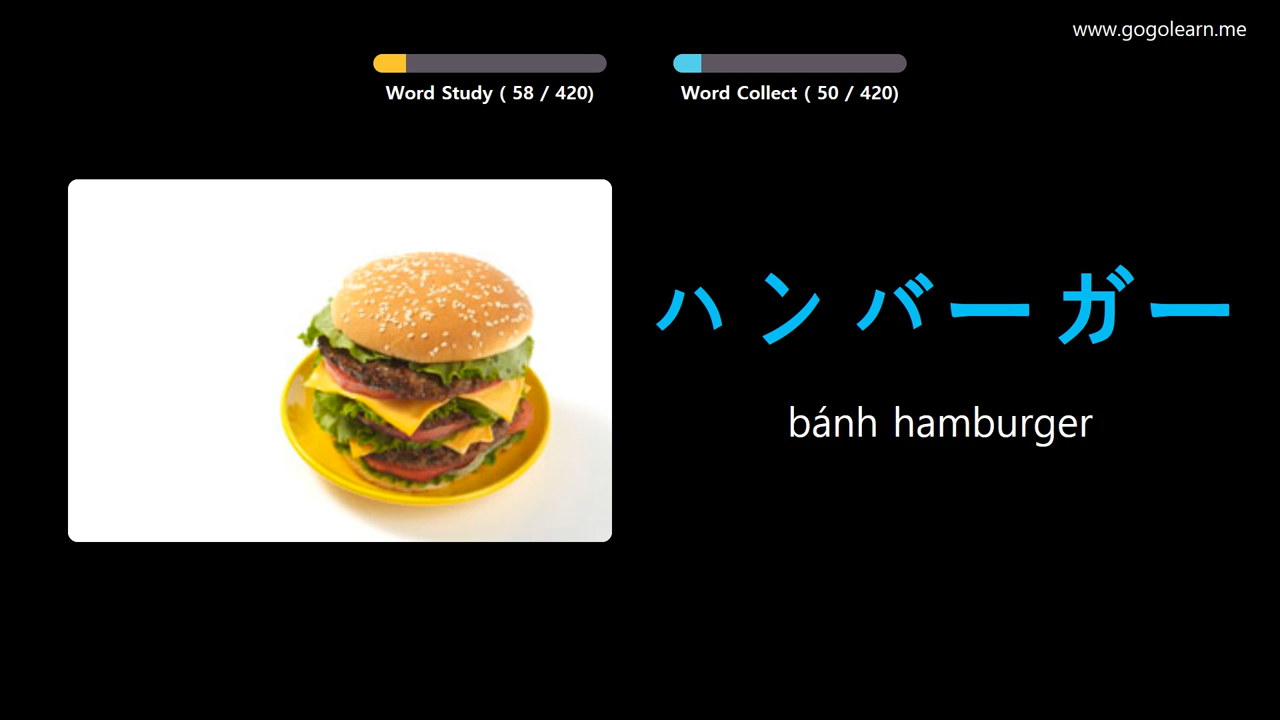 www.gogolearn.me
Word Study ( 58 / 420)
Word Collect ( 50 / 420)
ハンバーガー
bánh hamburger